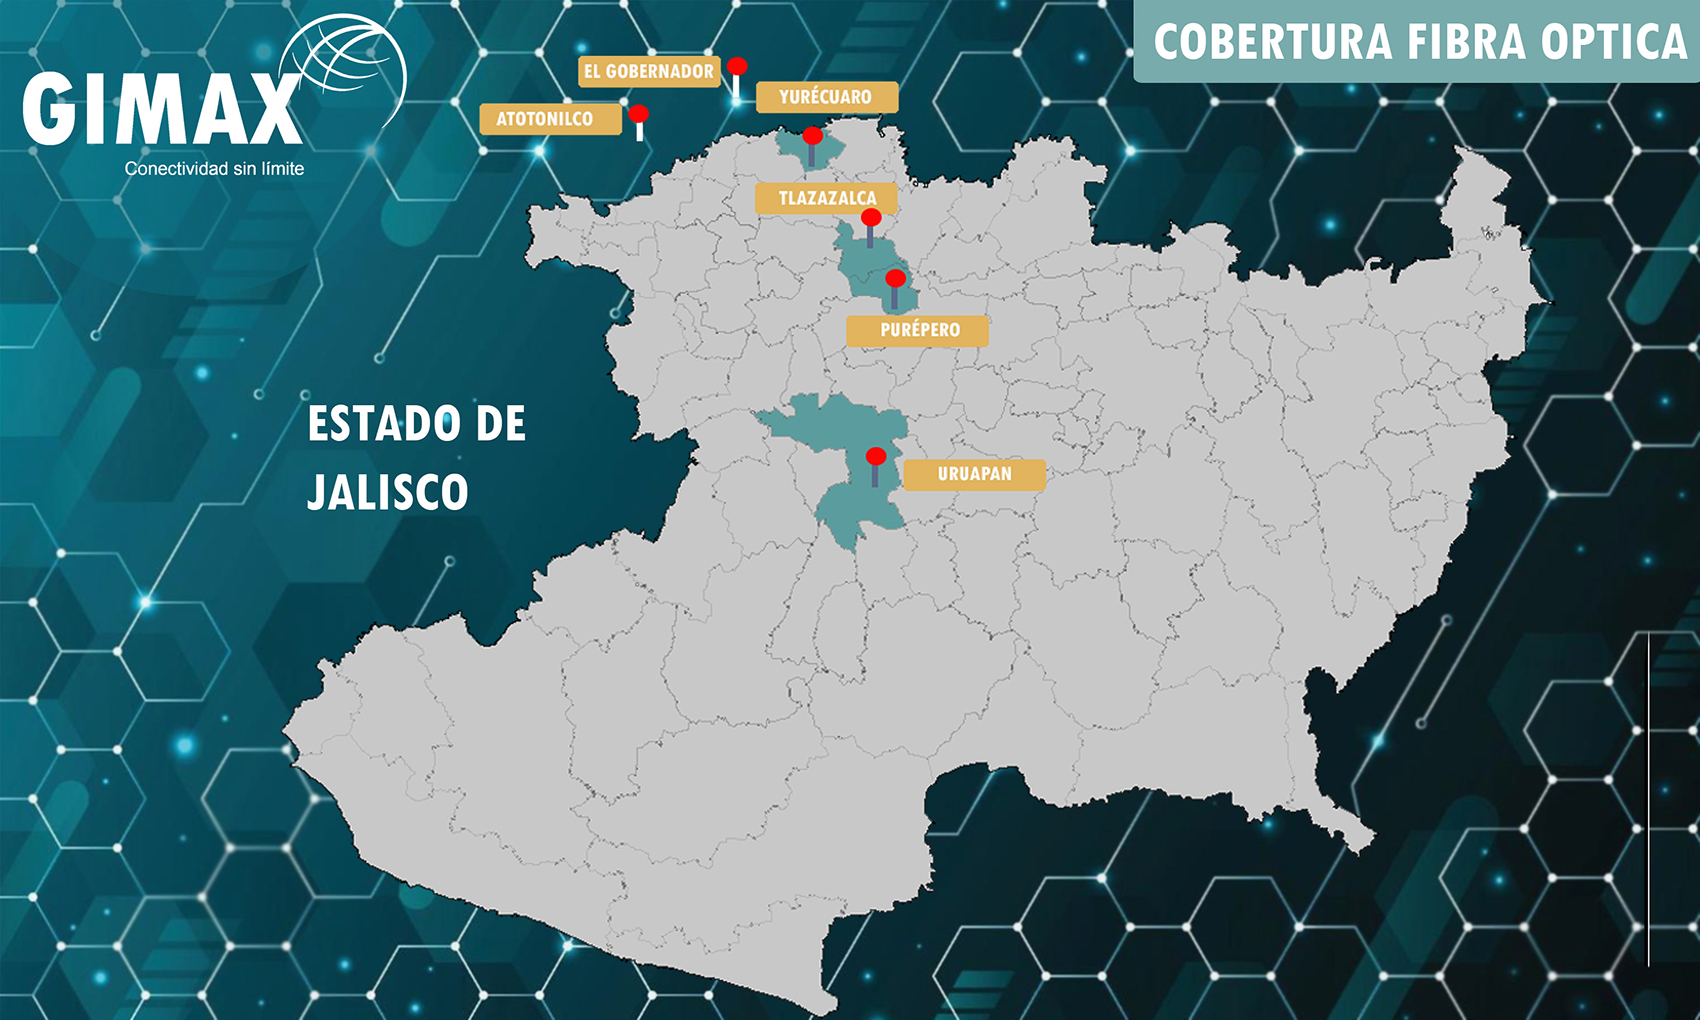 GIMAX
Conectividad sin límite
COBERTURA FIBRA OPTICA
EL GOBERNADOR
YURÉCUARO
ATOTONILCO
TLAZAZALCA
PURÉPERO
ESTADO DE
JALISCO
URUAPAN